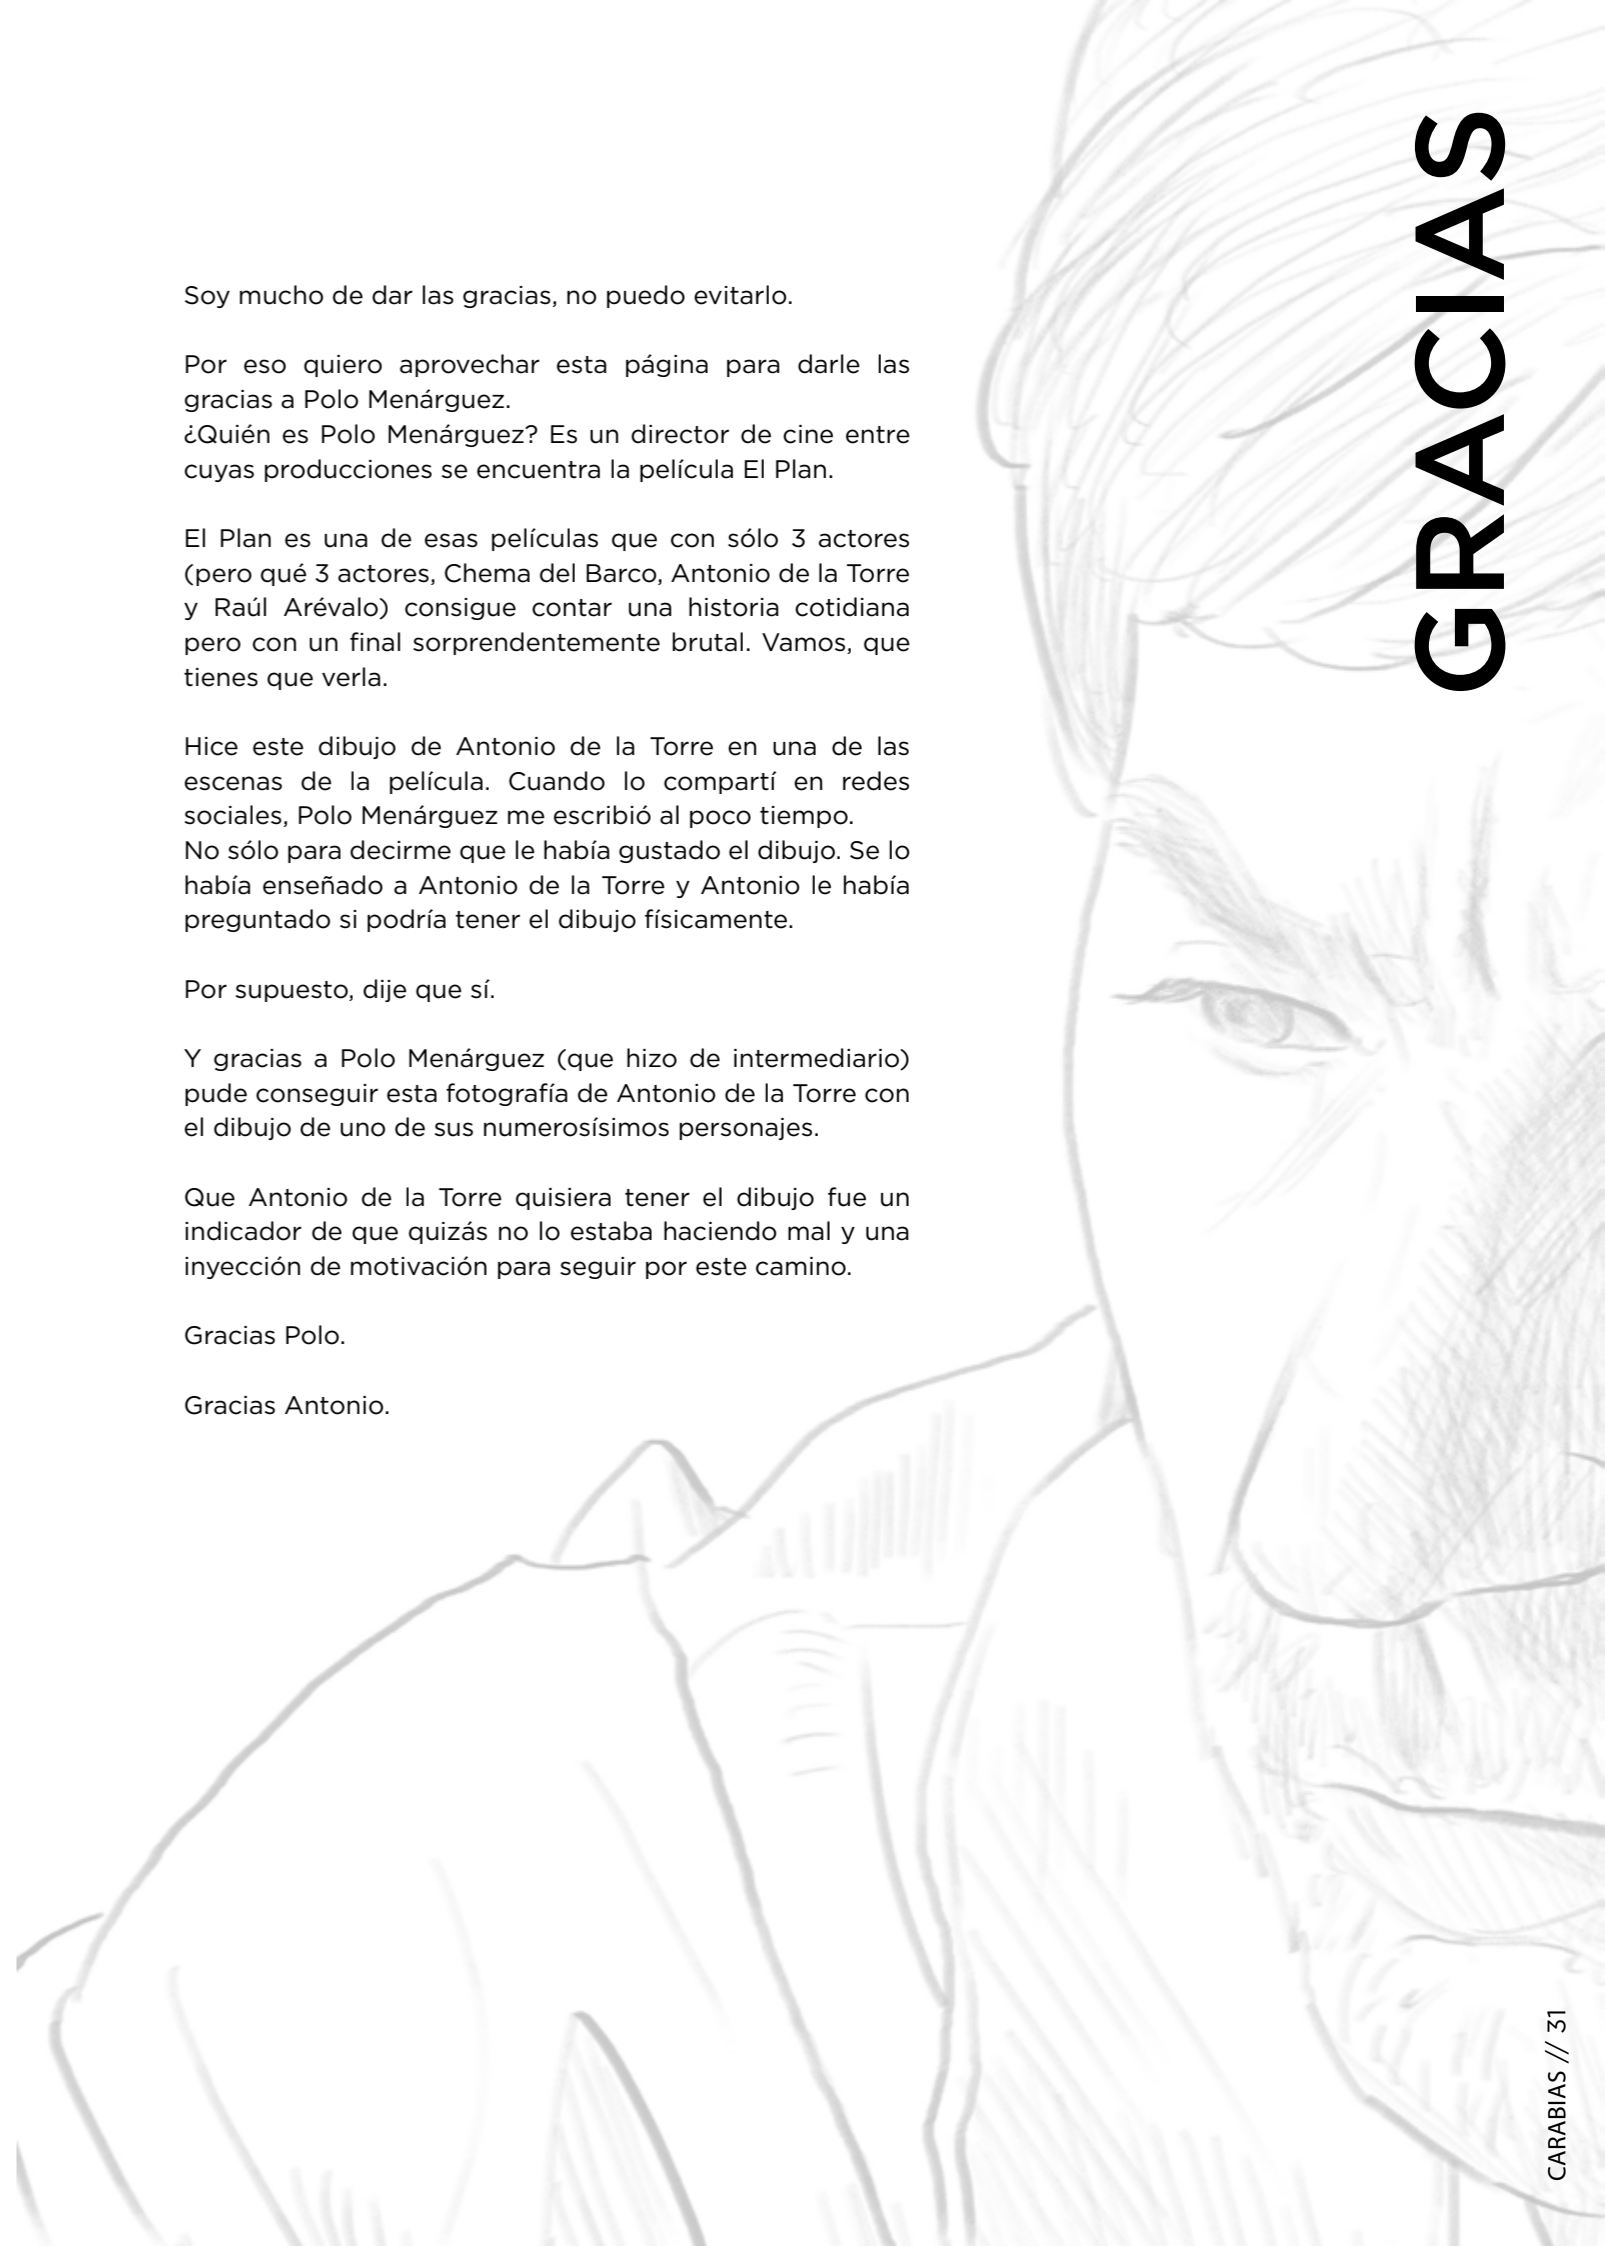 GRACIAS
Soy mucho de dar las gracias, no puedo evitarlo.
Por eso quiero aprovechar esta página para darle las
gracias a Polo Menárguez.
¿Quién es Polo Menárguez? Es un director de cine entre
cuyas producciones se encuentra la película El Plan.
El Plan es una de esas películas que con sólo 3 actores
(pero qué 3 actores, Chema del Barco, Antonio de la Torre
y Raúl Arévalo) consigue contar una historia cotidiana
pero con un final sorprendentemente brutal. Vamos, que
tienes que verla.
Hice este dibujo de Antonio de la Torre en una de las
escenas de la película. Cuando lo compartí en redes
sociales, Polo Menárguez me escribió al poco tiempo.
No sólo para decirme que le había gustado el dibujo. Se lo
había enseñado a Antonio de la Torre y Antonio le había
preguntado si podría tener el dibujo físicamente.
Por supuesto, dije que sí.
Y gracias a Polo Menárguez (que hizo de intermediario)
pude conseguir esta fotografía de Antonio de la Torre con
el dibujo de uno de sus numerosísimos personajes.
Que Antonio de la Torre quisiera tener el dibujo fue un
indicador de que quizás no lo estaba haciendo mal y una
inyección de motivación para seguir por este camino.
Gracias Polo.
Gracias Antonio.
CARABIAS // 31